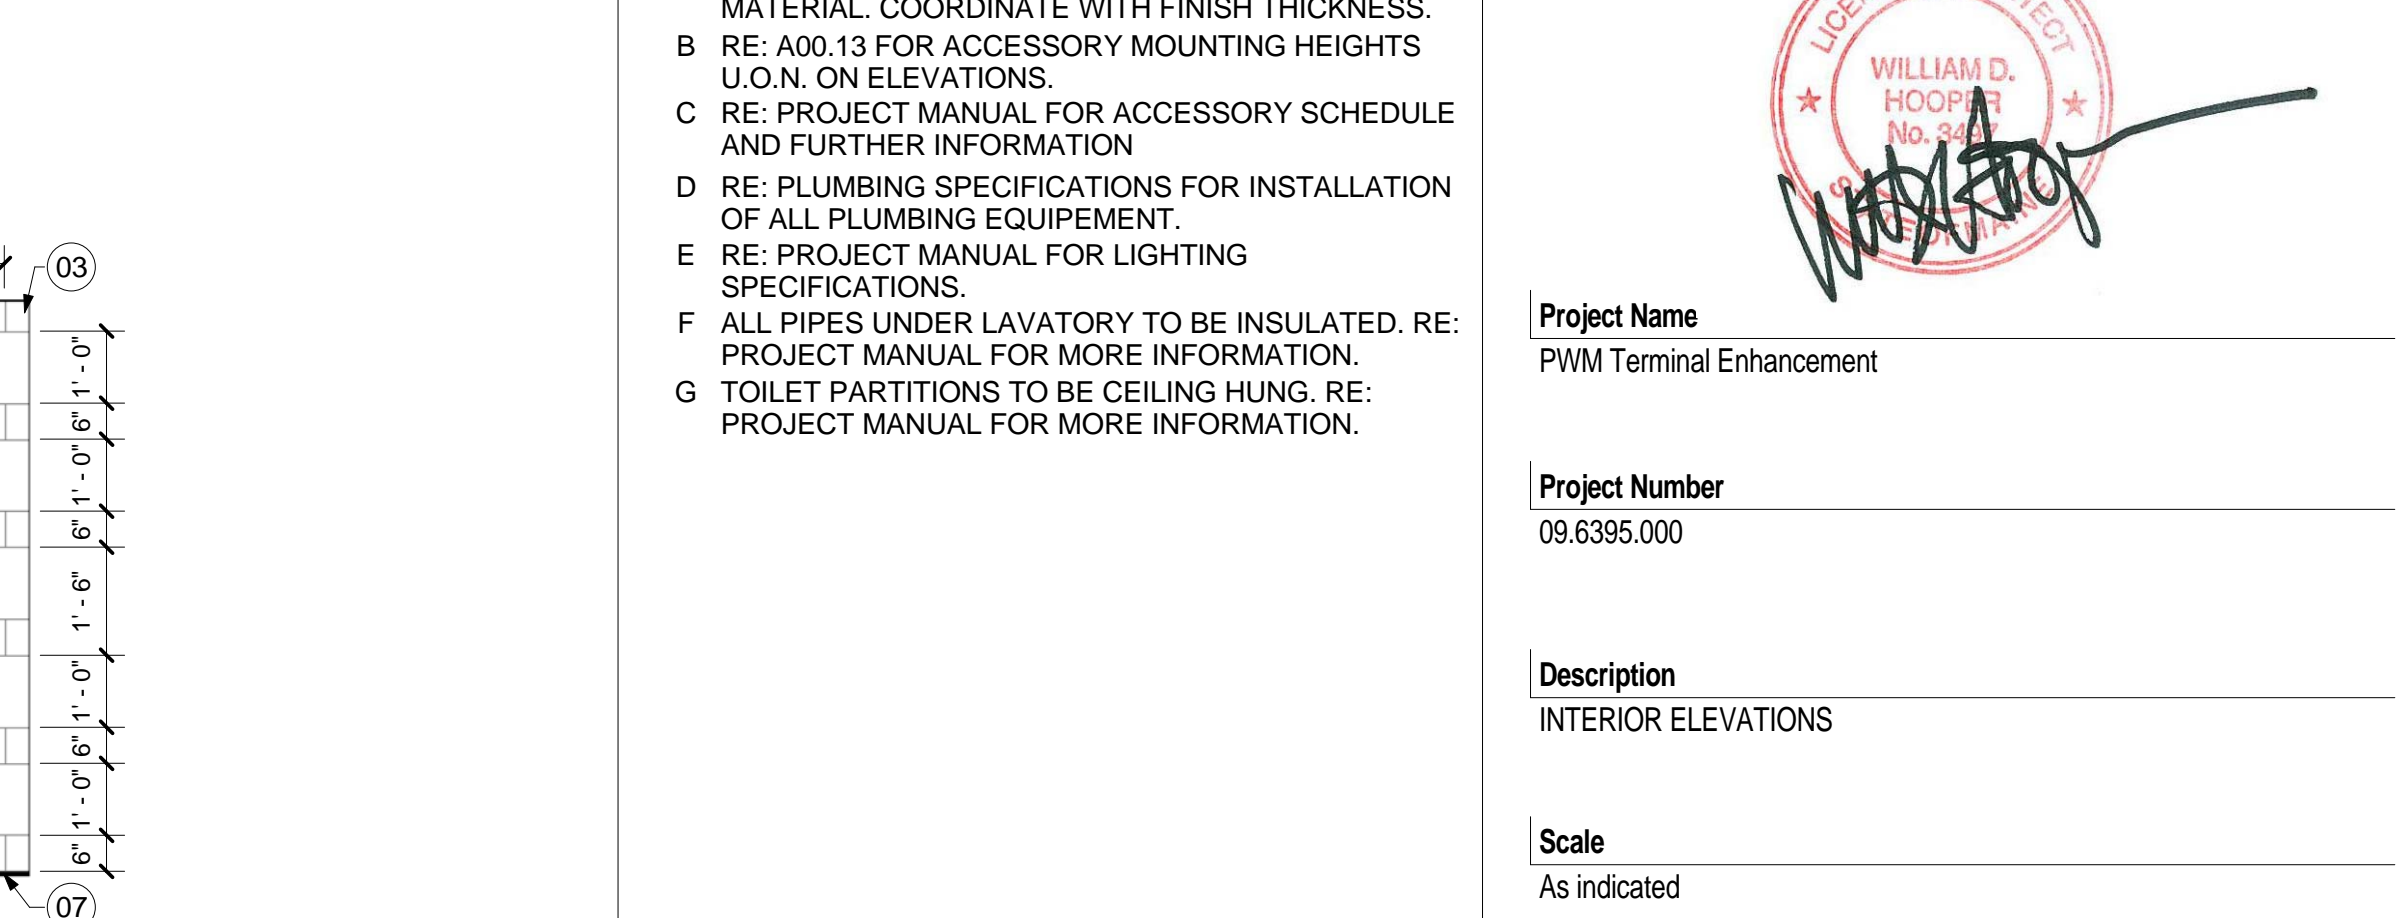 03
1' - 0"
6"
1' - 0"
6"
1' - 6"
1' - 0"
6"
1' - 0"
6"
07
MATERIAL. COORDINATE WITH FINISH THICKNESS.
B RE: A00.13 FOR ACCESSORY MOUNTING HEIGHTS
U.O.N. ON ELEVATIONS.
C RE: PROJECT MANUAL FOR ACCESSORY SCHEDULE
AND FURTHER INFORMATION
D RE: PLUMBING SPECIFICATIONS FOR INSTALLATION
OF ALL PLUMBING EQUIPEMENT.
E RE: PROJECT MANUAL FOR LIGHTING
SPECIFICATIONS.
F ALL PIPES UNDER LAVATORY TO BE INSULATED. RE:
PROJECT MANUAL FOR MORE INFORMATION.
G TOILET PARTITIONS TO BE CEILING HUNG. RE:
PROJECT MANUAL FOR MORE INFORMATION.
WILLIAM D.
HOOPER
No. 3497
Project Name
PWM Terminal Enhancement
Project Number
09.6395.000
Description
INTERIOR ELEVATIONS
Scale
As indicated